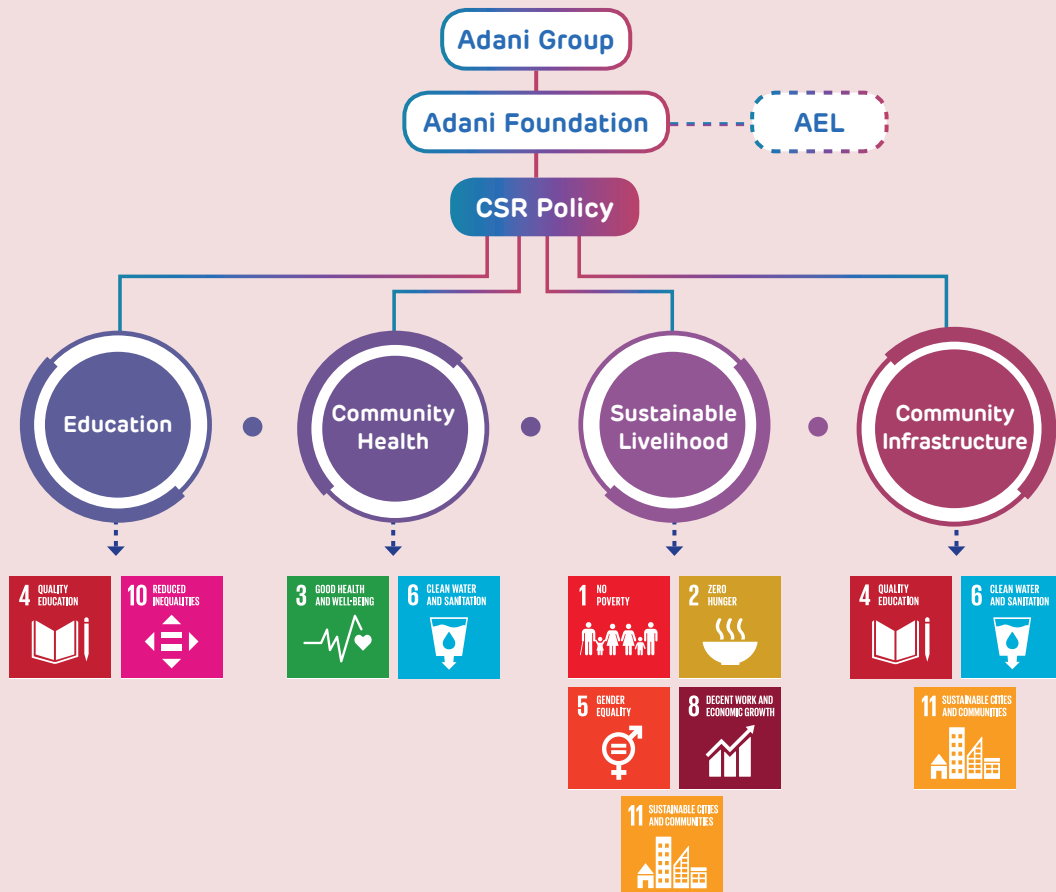 Adani Group
Adani Foundation
AEL
CSR Policy
Education
Community
Health
Sustainable
Livelihood
Community
Infrastructure
4 QUALITY
EDUCATION
10 REDUCED
INEQUALITIES
3 GOOD HEALTH
AND WELL-BEING
6 CLEAN WATER
AND SANITATION
1 NO
POVERTY
2 ZERO
HUNGER
5 GENDER
EQUALITY
8 DECENT WORK AND
ECONOMIC GROWTH
11 SUSTAINABLE CITIES
AND COMMUNITIES
4 QUALITY
EDUCATION
6 CLEAN WATER
AND SANITATION
11 SUSTAINABLE CITIES
AND COMMUNITIES